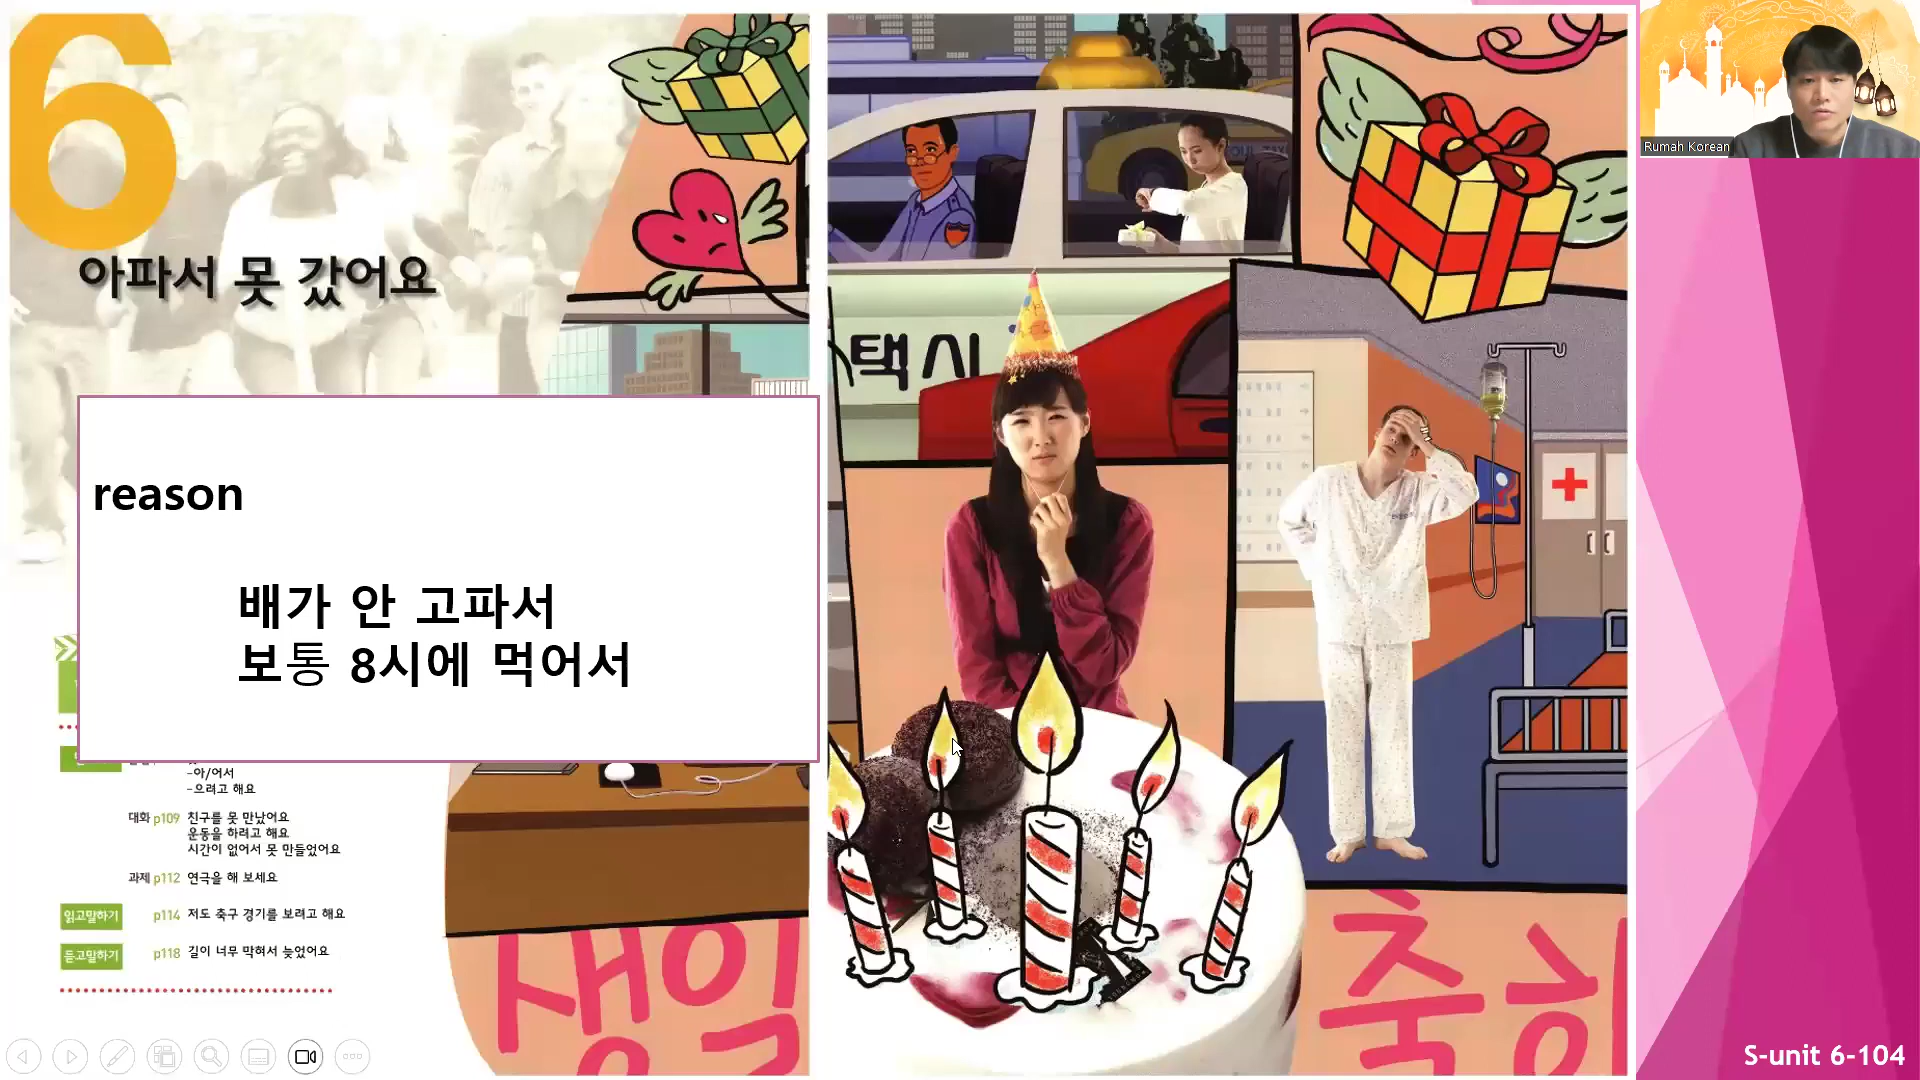 6
아파서 못 갔어요
reason
배가 안 고파서
보통 8시에 먹어서
-아/어서
-으려고 해요
대화 p109 친구를 못 만났어요
운동을 하려고 해요
시간이 없어서 못 만들었어요
과제 p112 연극을 해 보세요
읽고말하기 p114 저도 축구 경기를 보려고 해요
듣고말하기 p118 길이 너무 막혀서 늦었어요
택시
생일
축하
Rumah Korean
S-unit 6-104